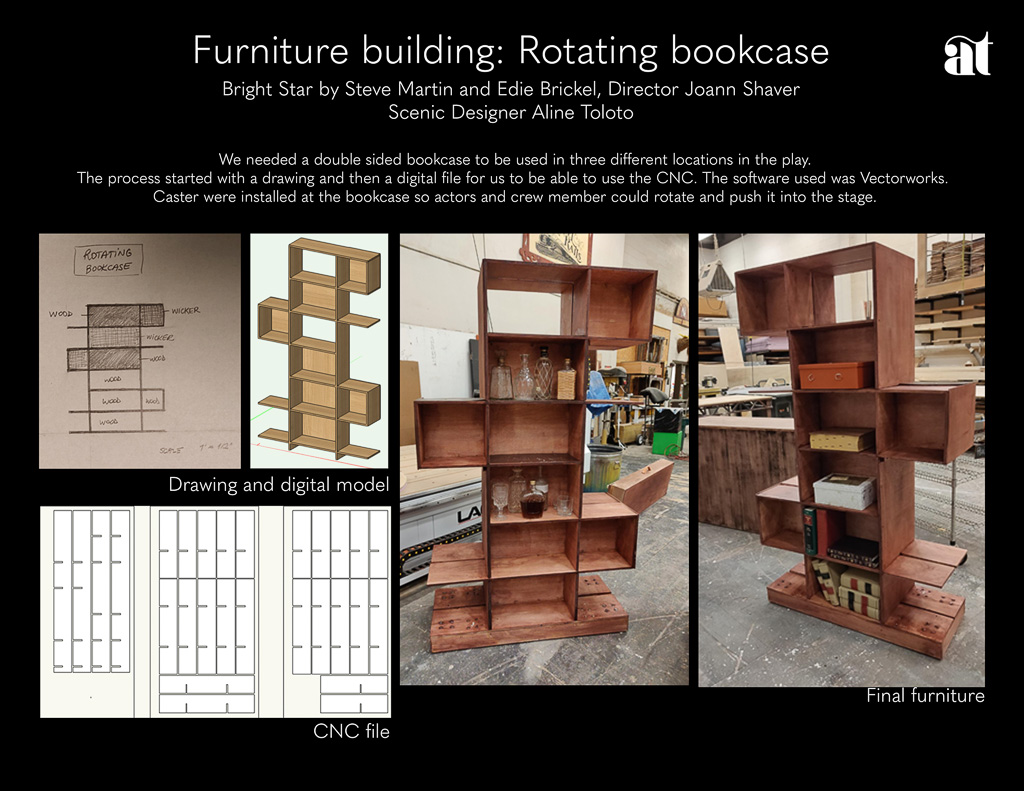 Furniture building: Rotating bookcase
at
Bright Star by Steve Martin and Edie Brickel, Director Joann Shaver
Scenic Designer Aline Toloto
We needed a double sided bookcase to be used in three different locations in the play.
The process started with a drawing and then a digital file for us to be able to use the CNC. The software used was Vectorworks.
Caster were installed at the bookcase so actors and crew member could rotate and push it into the stage.
ROTATING
BOOKCASE
WOOD
WICKER
WICKER
WOOD
WOOD
WOOD
WOOD
WOOD
SCALE
Drawing and digital model
LA
CNC file
Final furniture